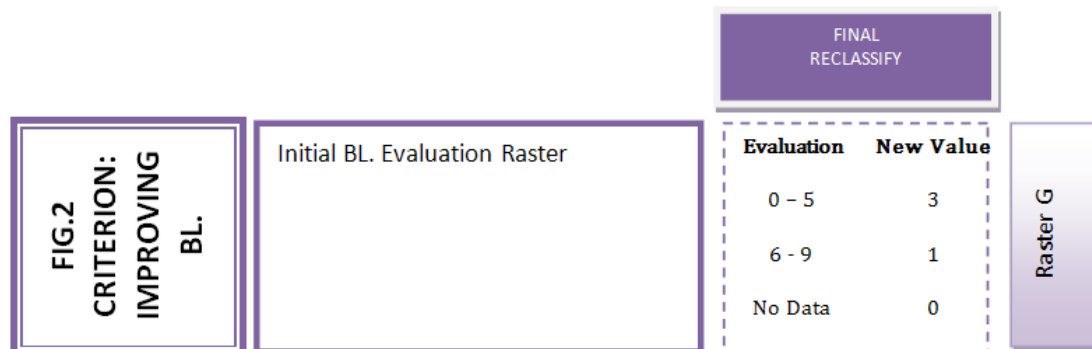 FINAL
RECLASSIFY
FIG.2
CRITERION:
IMPROVING
BL.
Initial BL. Evaluation Raster
Evaluation New Value
0 – 5 3
6 - 9 1
No Data 0
Raster G